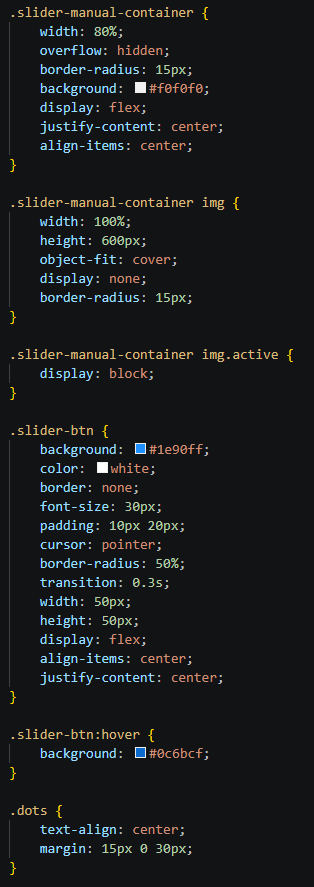 .slider-manual-container {
    width: 80%;
    overflow: hidden;
    border-radius: 15px;
    background: #f0f0f0;
    display: flex;
    justify-content: center;
    align-items: center;
}

.slider-manual-container img {
    width: 100%;
    height: 600px;
    object-fit: cover;
    display: none;
    border-radius: 15px;
}

.slider-manual-container img.active {
    display: block;
}

.slider-btn {
    background: #1e90ff;
    color: white;
    border: none;
    font-size: 30px;
    padding: 10px 20px;
    cursor: pointer;
    border-radius: 50%;
    transition: 0.3s;
    width: 50px;
    height: 50px;
    display: flex;
    align-items: center;
    justify-content: center;
}

.slider-btn:hover {
    background: #0c6bcf;
}

.dots {
    text-align: center;
    margin: 15px 0 30px;
}